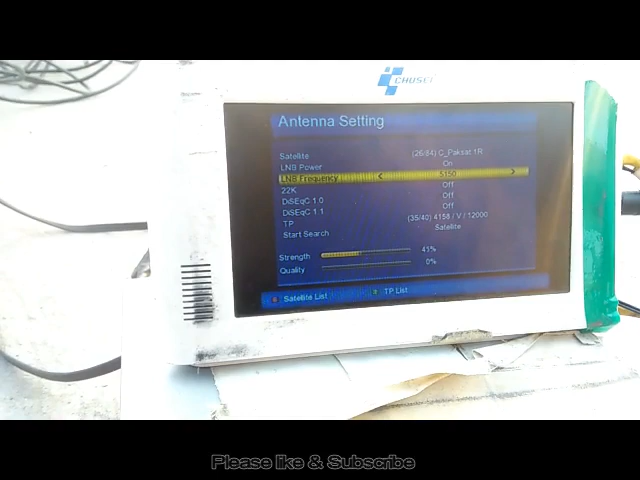 CHUSEI
Antenna Setting
Satellite (26/84) C_Paksat 1R
LNB Power On
LNB Frequency < 5150 >
22K Off
DiSEqC 1.0 Off
DiSEqC 1.1 Off
TP (35/40) 4158 / V / 12000
Start Search Satellite
Strength 43%
Quality 0%
Satellite List TP List
Please like & Subscribe